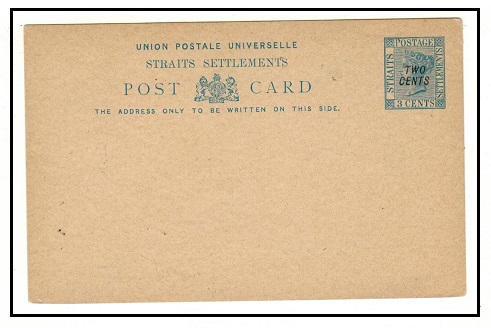 UNION POSTALE UNIVERSELLE
STRAITS SETTLEMENTS
POST CARD
THE ADDRESS ONLY TO BE WRITTEN ON THIS SIDE.
STRAITS
POSTAGE
SETTLEMENTS
TWO
CENTS
3 CENTS